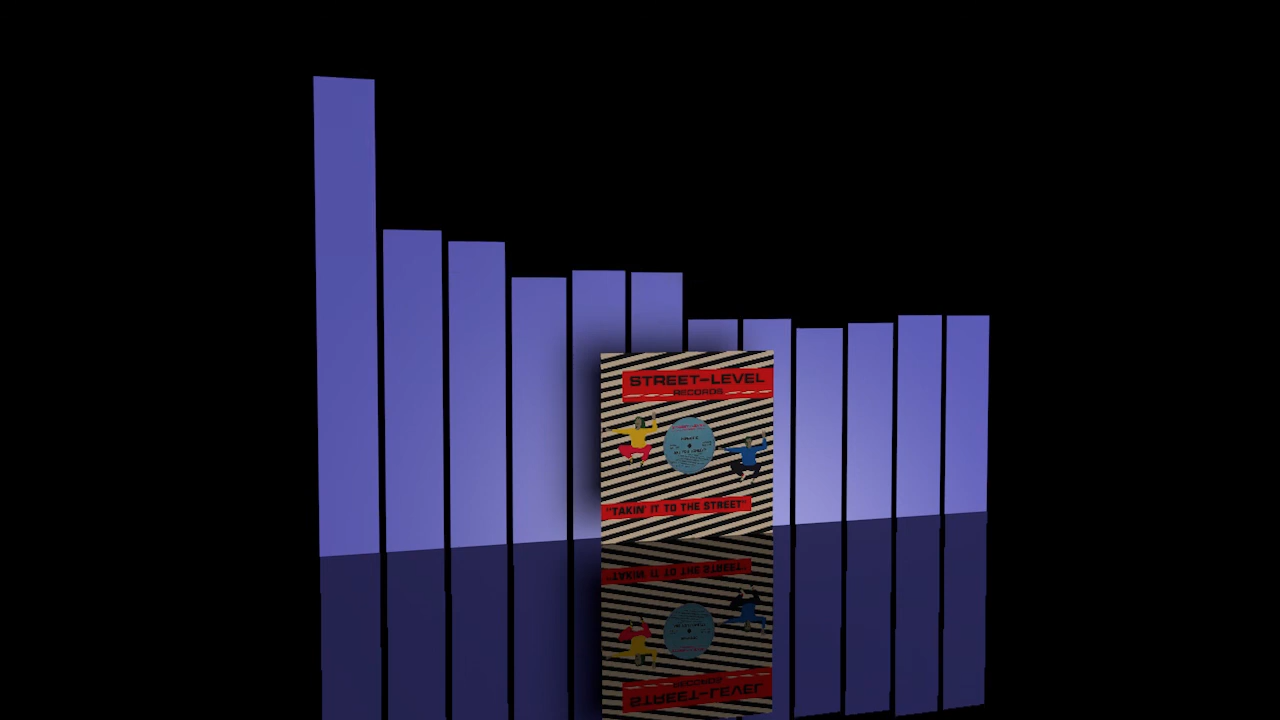 STREET-LEVEL
RECORDS
"TAKIN' IT TO THE STREET"